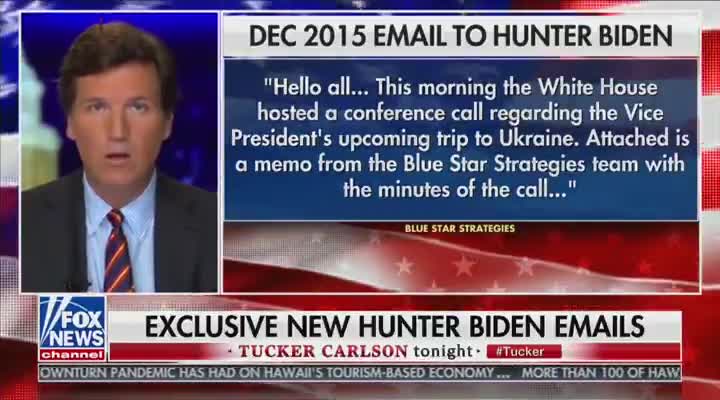 DEC 2015 EMAIL TO HUNTER BIDEN
"Hello all... This morning the White House
hosted a conference call regarding the Vice
President's upcoming trip to Ukraine. Attached is
a memo from the Blue Star Strategies team with
the minutes of the call..."
BLUE STAR STRATEGIES
FOX
NEWS
channel
EXCLUSIVE NEW HUNTER BIDEN EMAILS
TUCKER CARLSON tonight
#Tucker
OWNTURN PANDEMIC HAS HAD ON HAWAII'S TOURISM-BASED ECONOMY ... MORE THAN 100 OF HAW